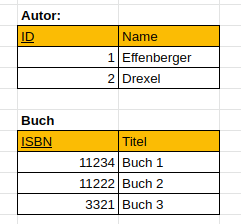 Autor:
ID Name
1 Effenberger
2 Drexel
Buch
ISBN Titel
11234 Buch 1
11222 Buch 2
3321 Buch 3